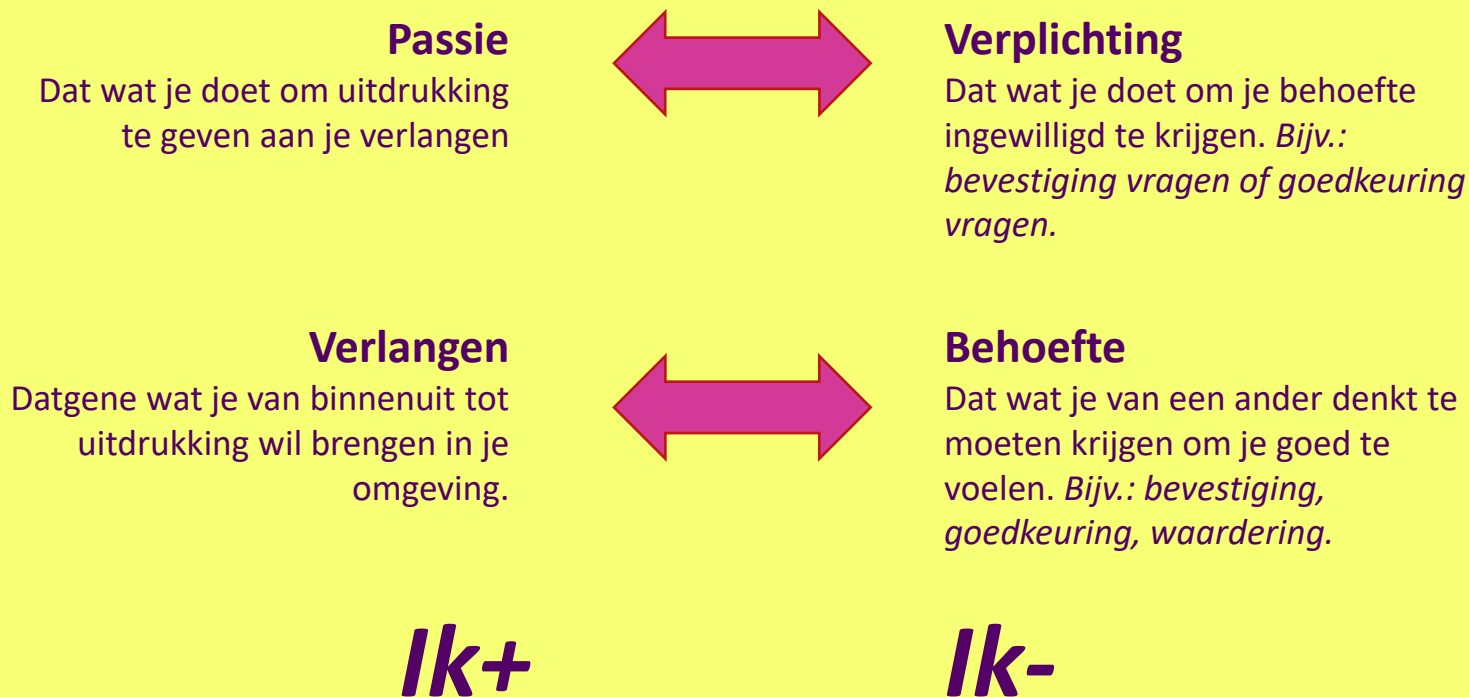 Passie
Dat wat je doet om uitdrukking
te geven aan je verlangen
Verplichting
Dat wat je doet om je behoefte
ingewilligd te krijgen. Bijv.:
bevestiging vragen of goedkeuring
vragen.
Verlangen
Datgene wat je van binnenuit tot
uitdrukking wil brengen in je
omgeving.
Behoefte
Dat wat je van een ander denkt te
moeten krijgen om je goed te
voelen. Bijv.: bevestiging,
goedkeuring, waardering.
Ik+
Ik-